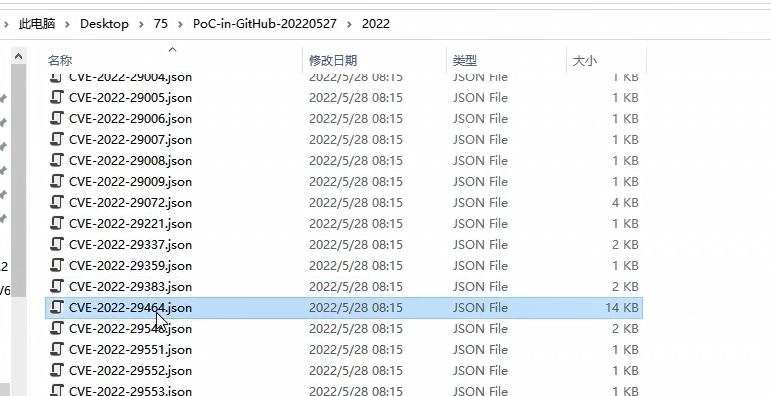 此电脑 > Desktop > 75 > PoC-in-GitHub-20220527 > 2022
名称 修改日期 类型 大小
CVE-2022-29004.json 2022/5/28 08:15 JSON File 1 KB
CVE-2022-29005.json 2022/5/28 08:15 JSON File 1 KB
CVE-2022-29006.json 2022/5/28 08:15 JSON File 1 KB
CVE-2022-29007.json 2022/5/28 08:15 JSON File 1 KB
CVE-2022-29008.json 2022/5/28 08:15 JSON File 1 KB
CVE-2022-29009.json 2022/5/28 08:15 JSON File 1 KB
CVE-2022-29072.json 2022/5/28 08:15 JSON File 4 KB
CVE-2022-29221.json 2022/5/28 08:15 JSON File 1 KB
CVE-2022-29337.json 2022/5/28 08:15 JSON File 2 KB
CVE-2022-29359.json 2022/5/28 08:15 JSON File 1 KB
CVE-2022-29383.json 2022/5/28 08:15 JSON File 2 KB
CVE-2022-29464.json 2022/5/28 08:15 JSON File 14 KB
2022/5/28 08:15 JSON File 2 KB
CVE-2022-29551.json 2022/5/28 08:15 JSON File 1 KB
CVE-2022-29552.json 2022/5/28 08:15 JSON File 1 KB
CVE-2022-29553.json 2022/5/28 08:15 JSON File 1 KB